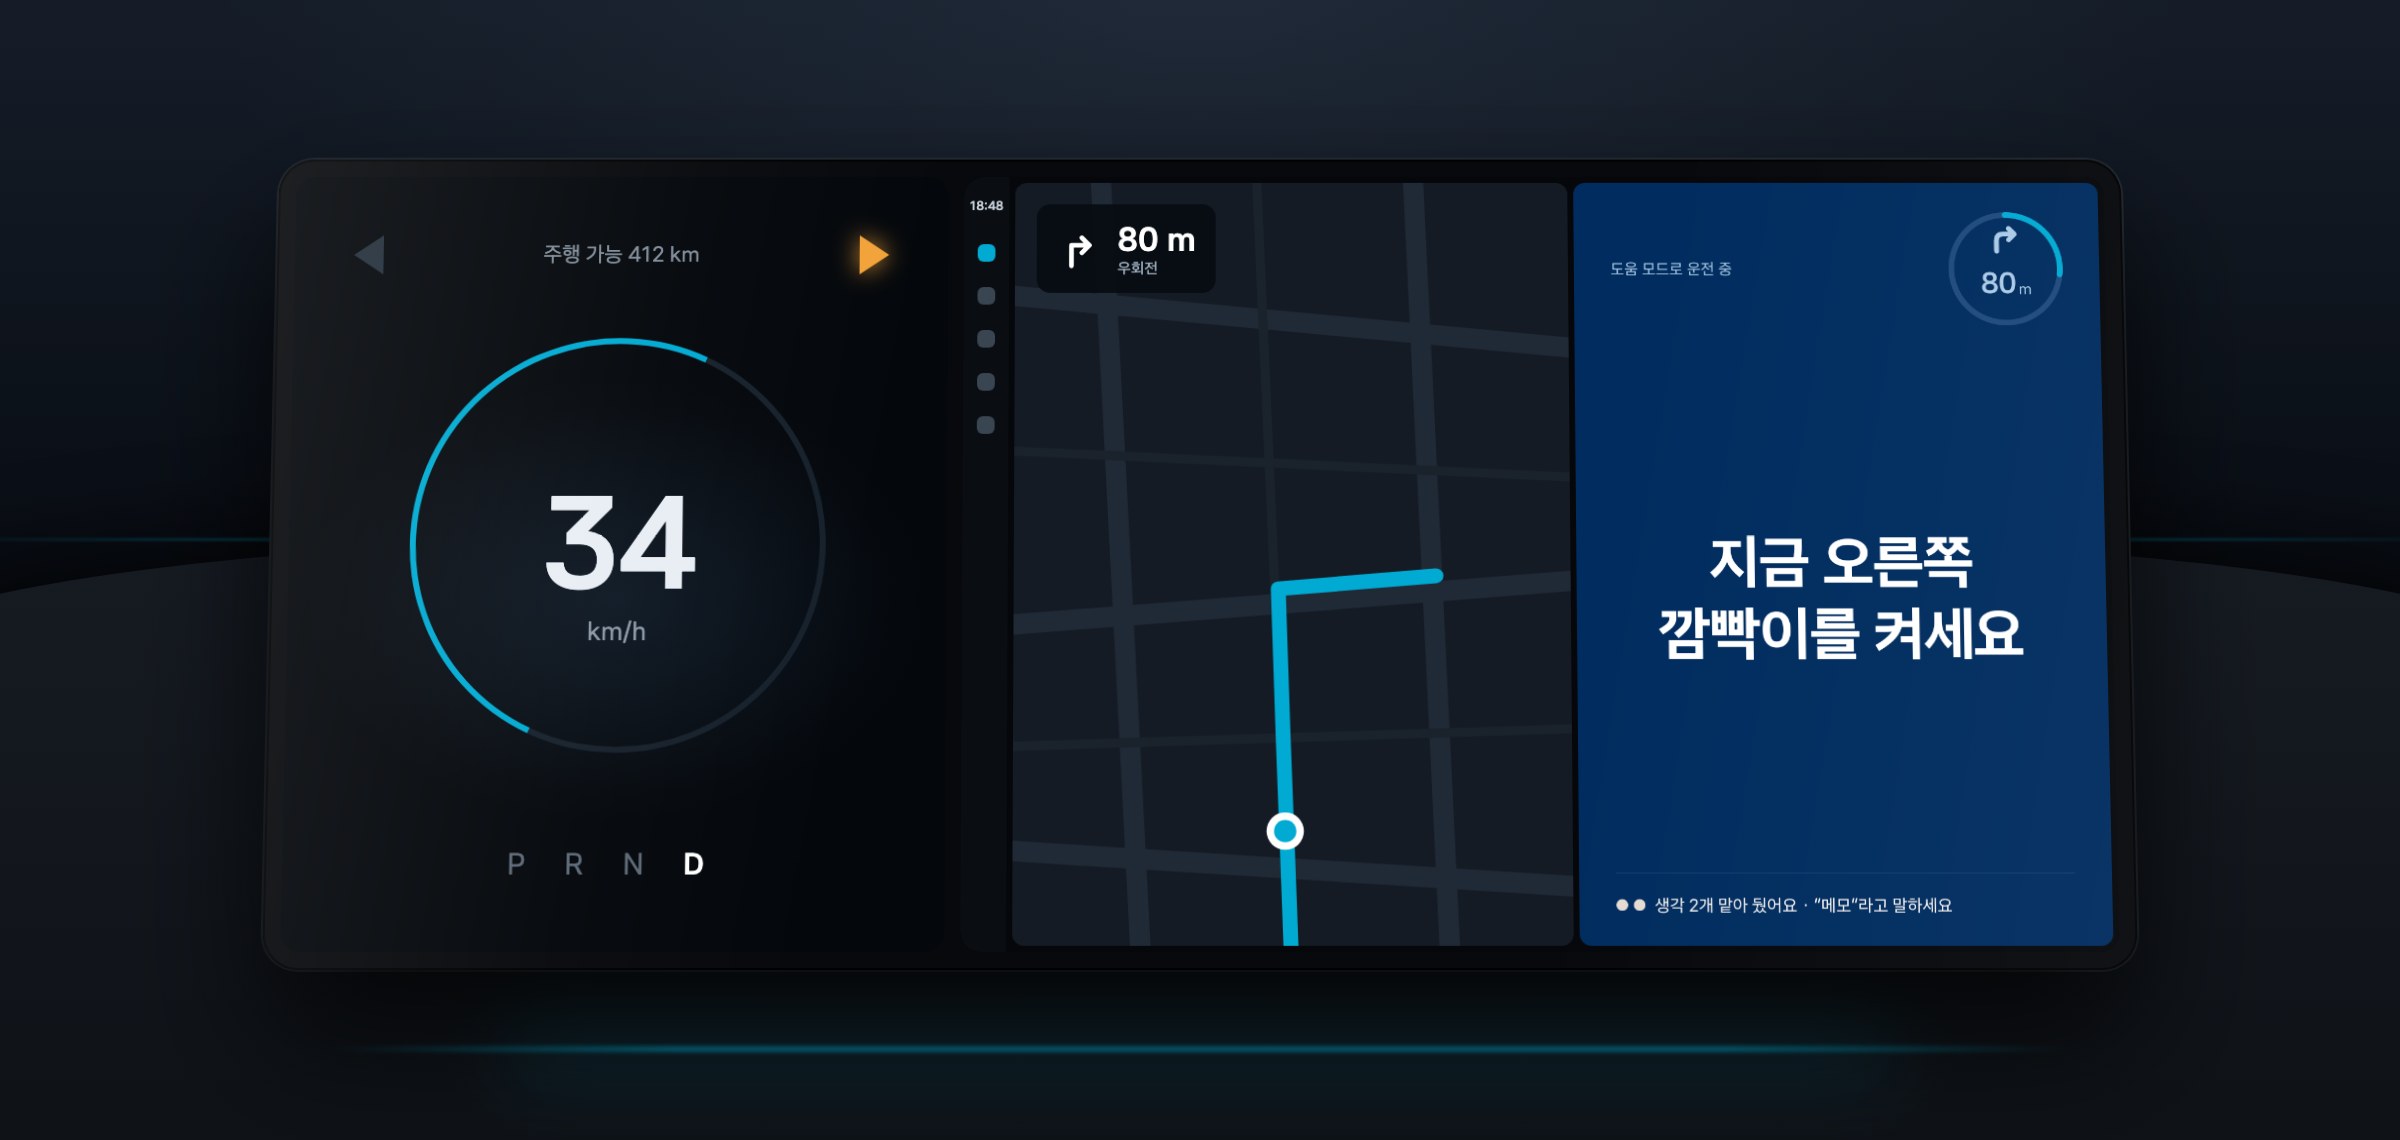 주행 가능 412 km
34
km/h
P R N D
18:48
80 m
우회전
도움 모드로 운전 중
80 m
지금 오른쪽
깜빡이를 켜세요
생각 2개 맡아 뒀어요 · “메모“라고 말하세요